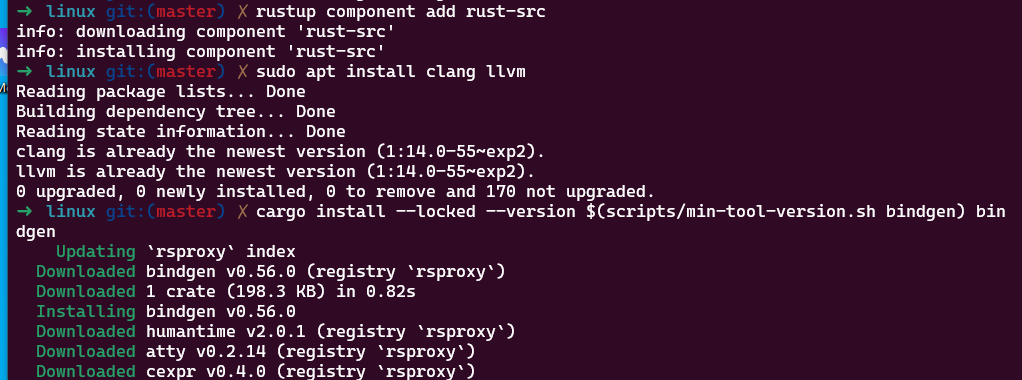 → linux git:(master) ✗ rustup component add rust-src
info: downloading component 'rust-src'
info: installing component 'rust-src'
→ linux git:(master) ✗ sudo apt install clang llvm
Reading package lists... Done
Building dependency tree... Done
Reading state information... Done
clang is already the newest version (1:14.0-55~exp2).
llvm is already the newest version (1:14.0-55~exp2).
0 upgraded, 0 newly installed, 0 to remove and 170 not upgraded.
→ linux git:(master) ✗ cargo install --locked --version $(scripts/min-tool-version.sh bindgen) bin
dgen
Updating `rsproxy` index
Downloaded bindgen v0.56.0 (registry `rsproxy`)
Downloaded 1 crate (198.3 KB) in 0.82s
Installing bindgen v0.56.0
Downloaded humantime v2.0.1 (registry `rsproxy`)
Downloaded atty v0.2.14 (registry `rsproxy`)
Downloaded cexpr v0.4.0 (registry `rsproxy`)